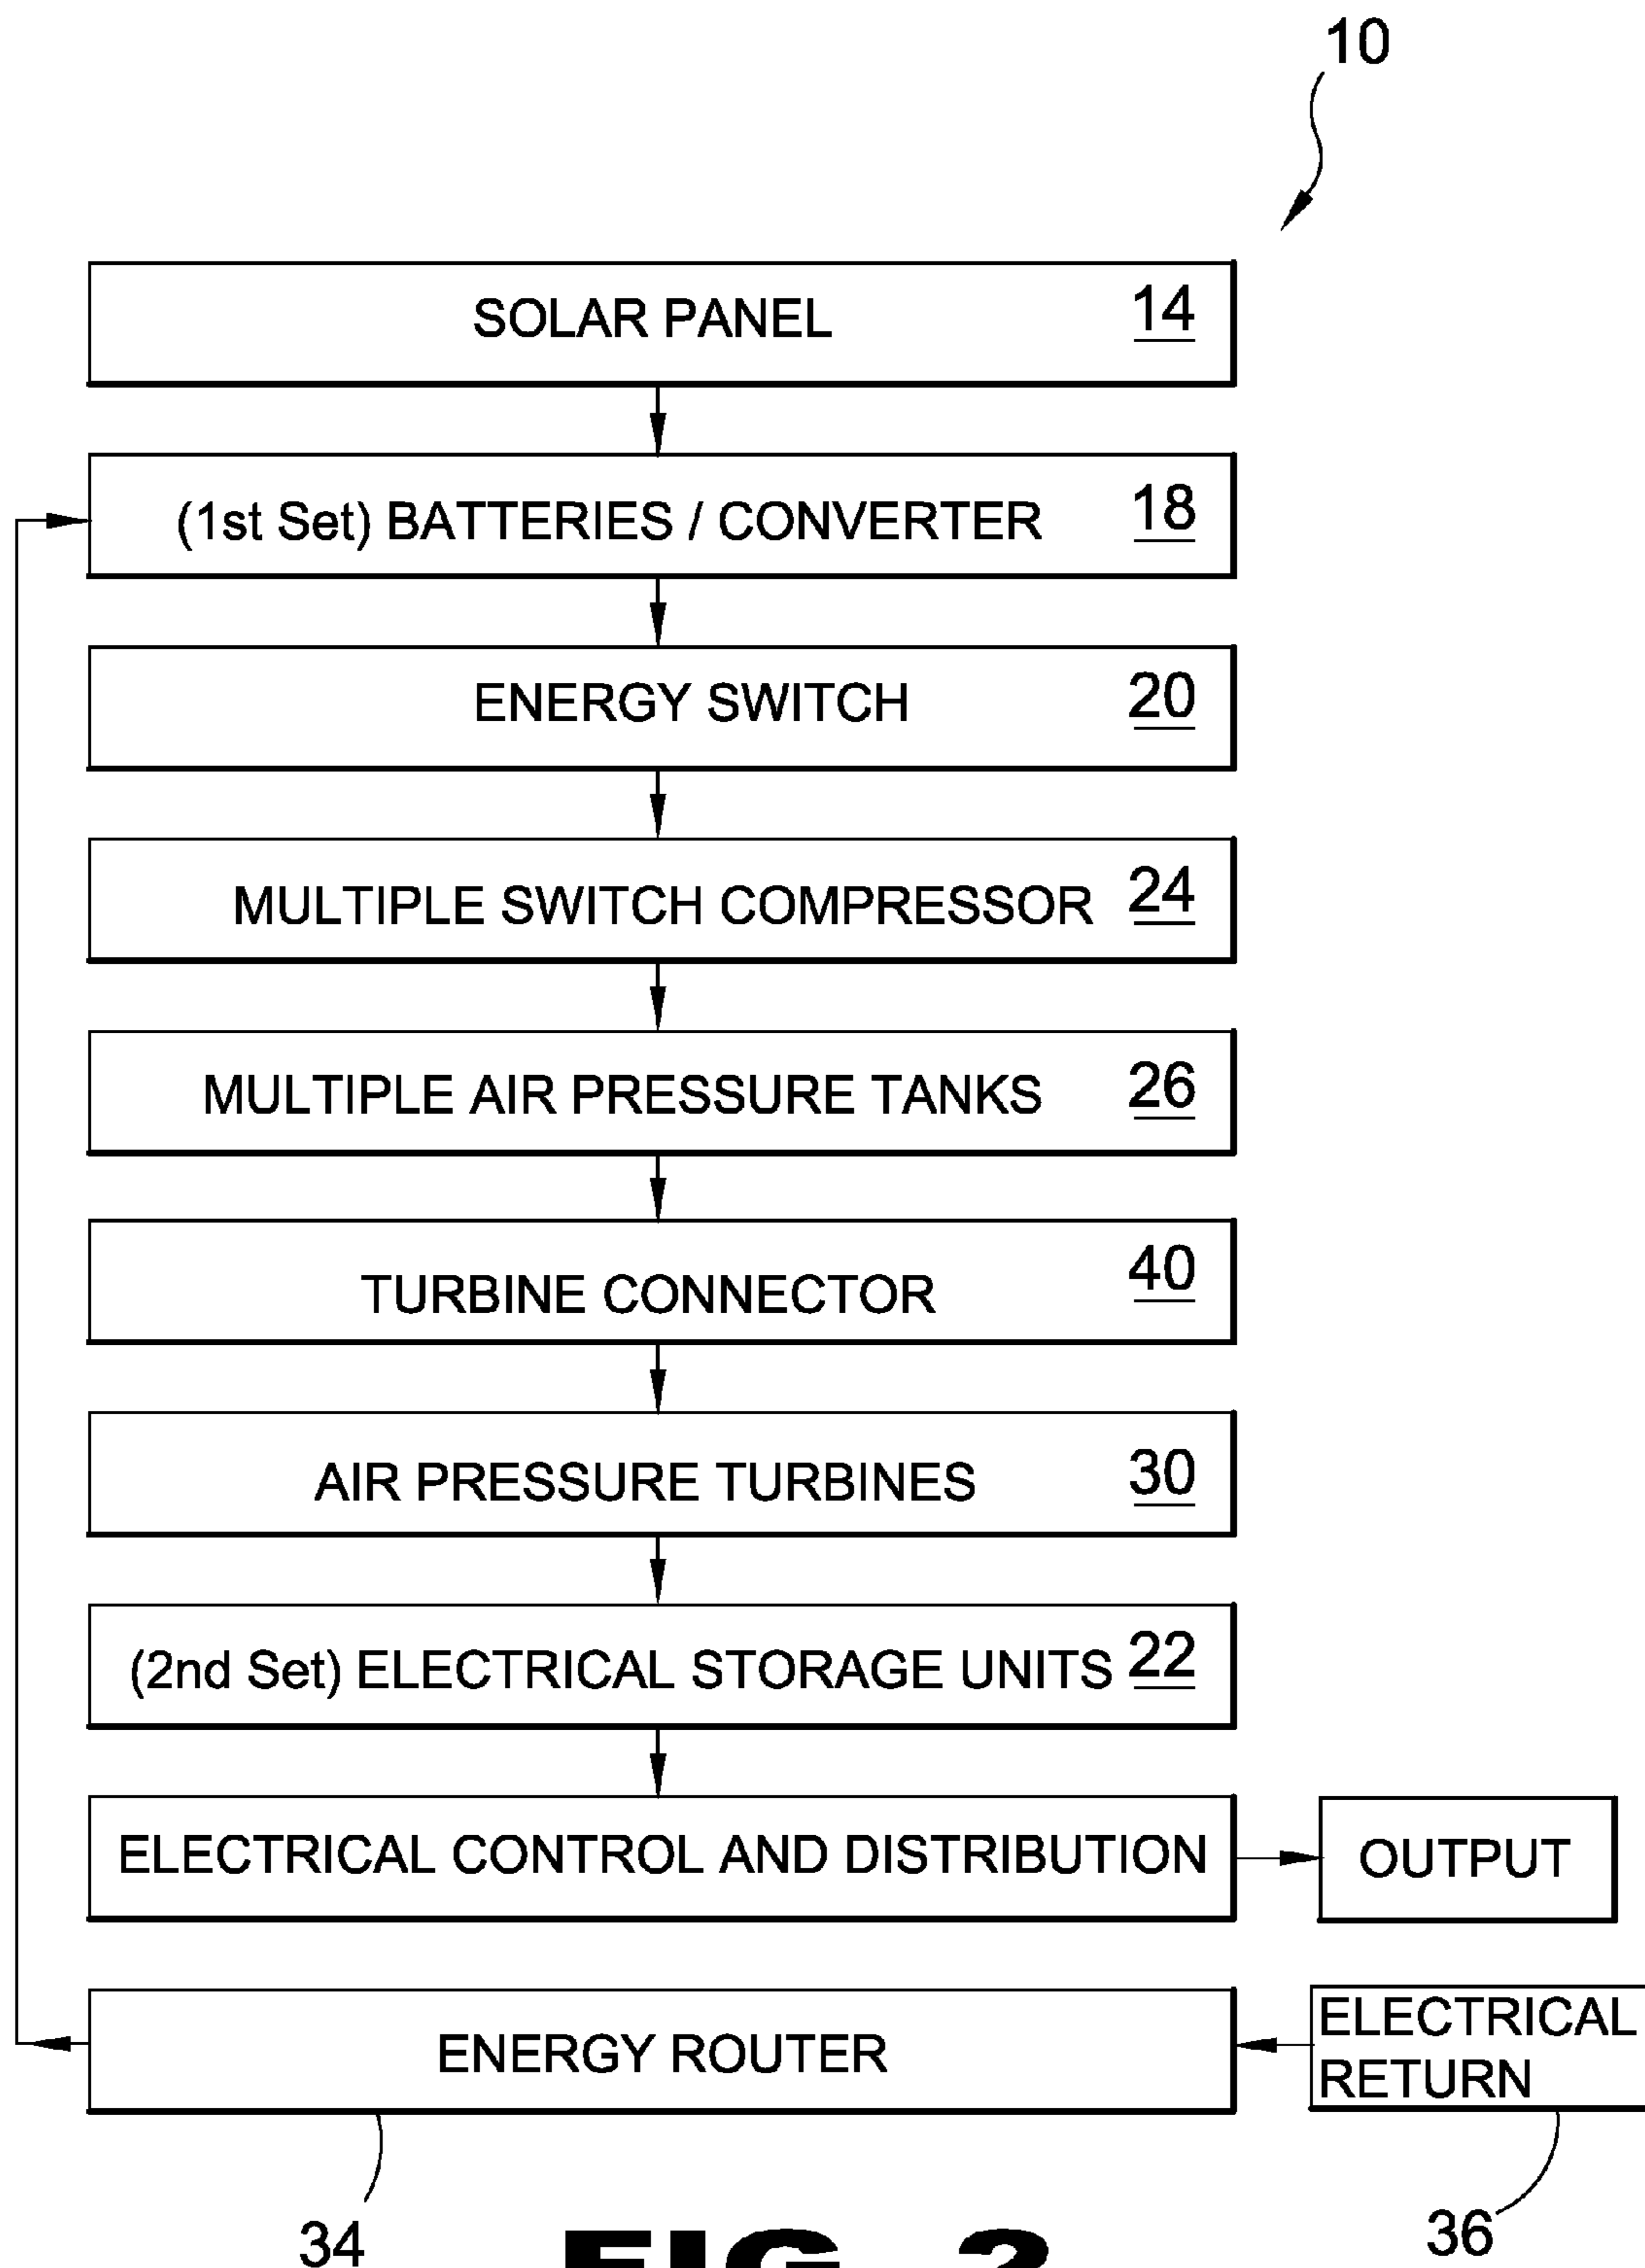 10
SOLAR PANEL 14
(1st Set) BATTERIES / CONVERTER 18
ENERGY SWITCH 20
MULTIPLE SWITCH COMPRESSOR 24
MULTIPLE AIR PRESSURE TANKS 26
TURBINE CONNECTOR 40
AIR PRESSURE TURBINES 30
(2nd Set) ELECTRICAL STORAGE UNITS 22
ELECTRICAL CONTROL AND DISTRIBUTION
OUTPUT
ENERGY ROUTER
ELECTRICAL
RETURN
34
36
FIG